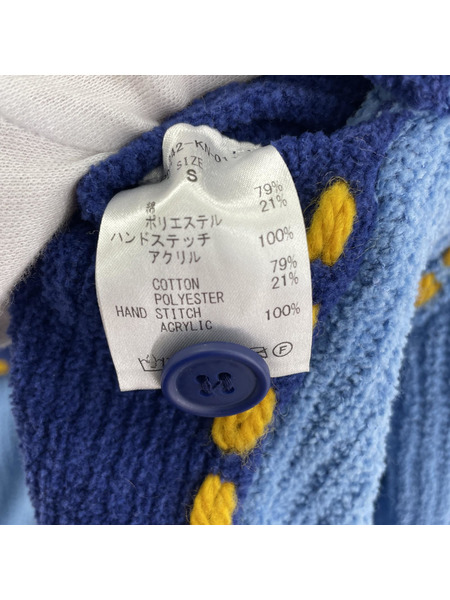 SIZE
S
綿 79%
ポリエステル 21%
ハンドステッチ
アクリル 100%
COTTON 79%
POLYESTER 21%
HAND STITCH
ACRYLIC 100%
F